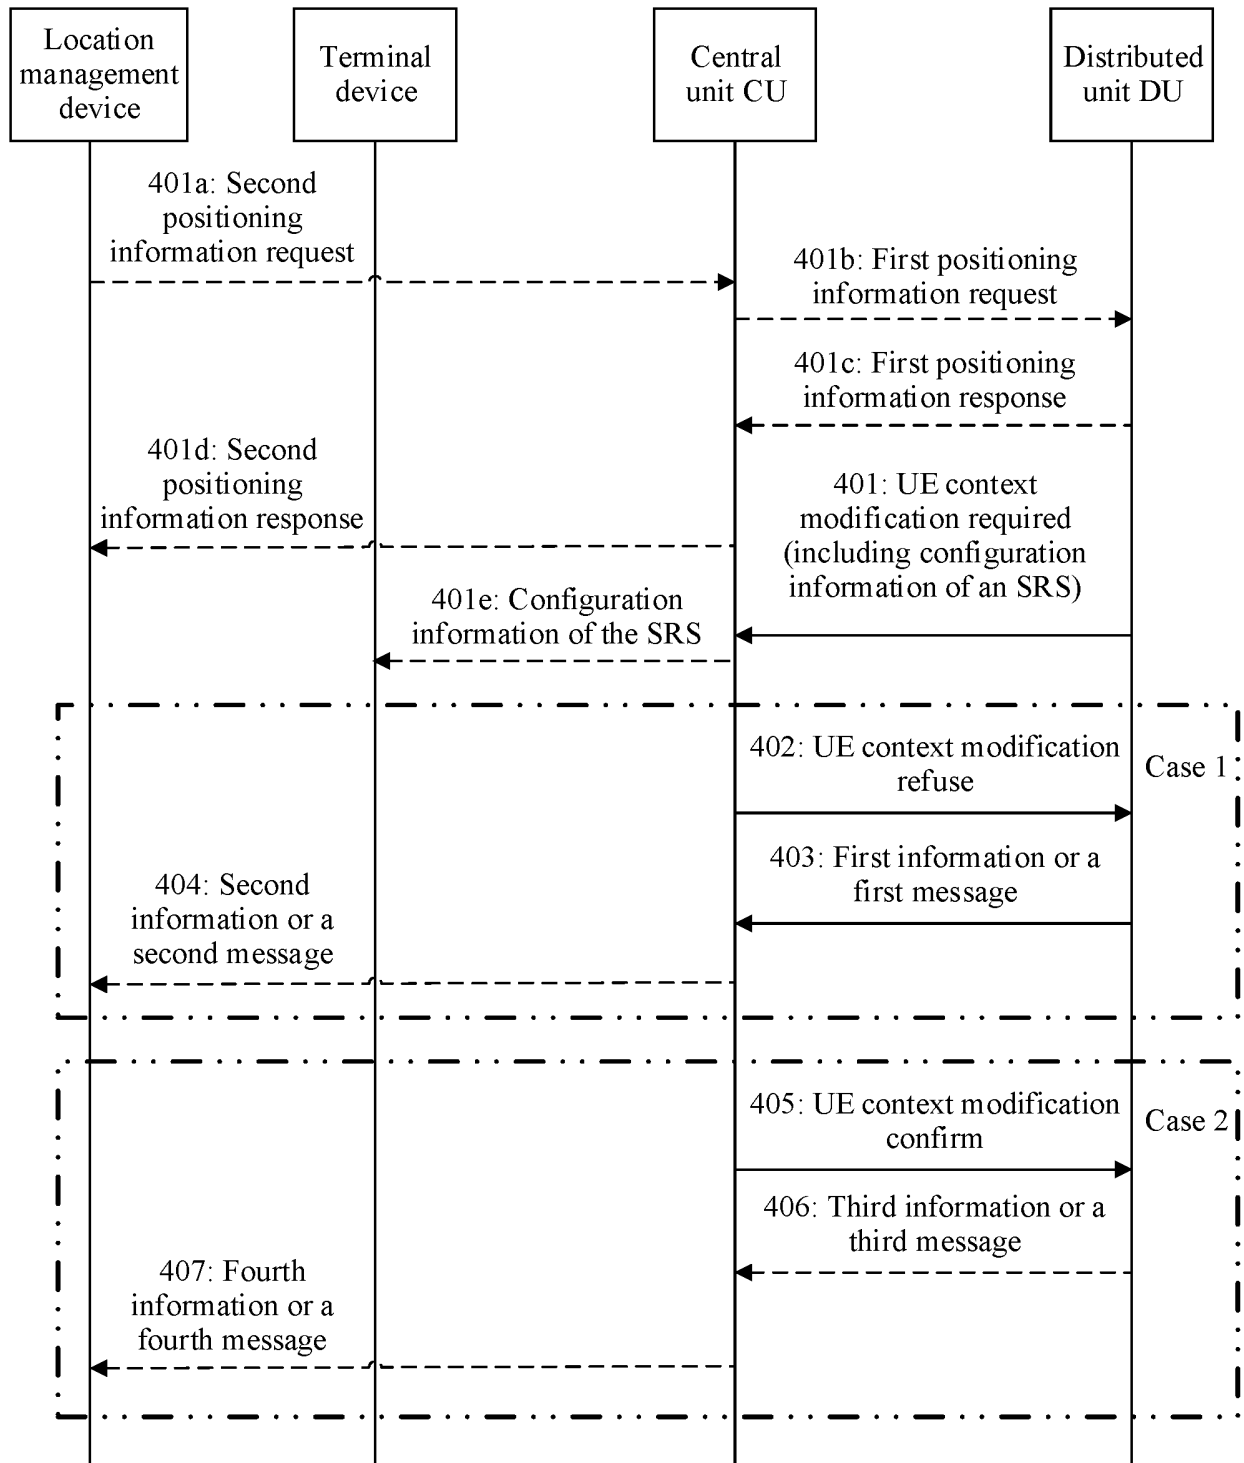 Location
management
device
Terminal
device
Central
unit CU
Distributed
unit DU
401a: Second
positioning
information request
401b: First positioning
information request
401c: First positioning
information response
401d: Second
positioning
information response
401: UE context
modification required
(including configuration
information of an SRS)
401e: Configuration
information of the SRS
402: UE context modification
refuse
Case 1
403: First information or a
first message
404: Second
information or a
second message
405: UE context modification
confirm
Case 2
406: Third information or a
third message
407: Fourth
information or a
fourth message